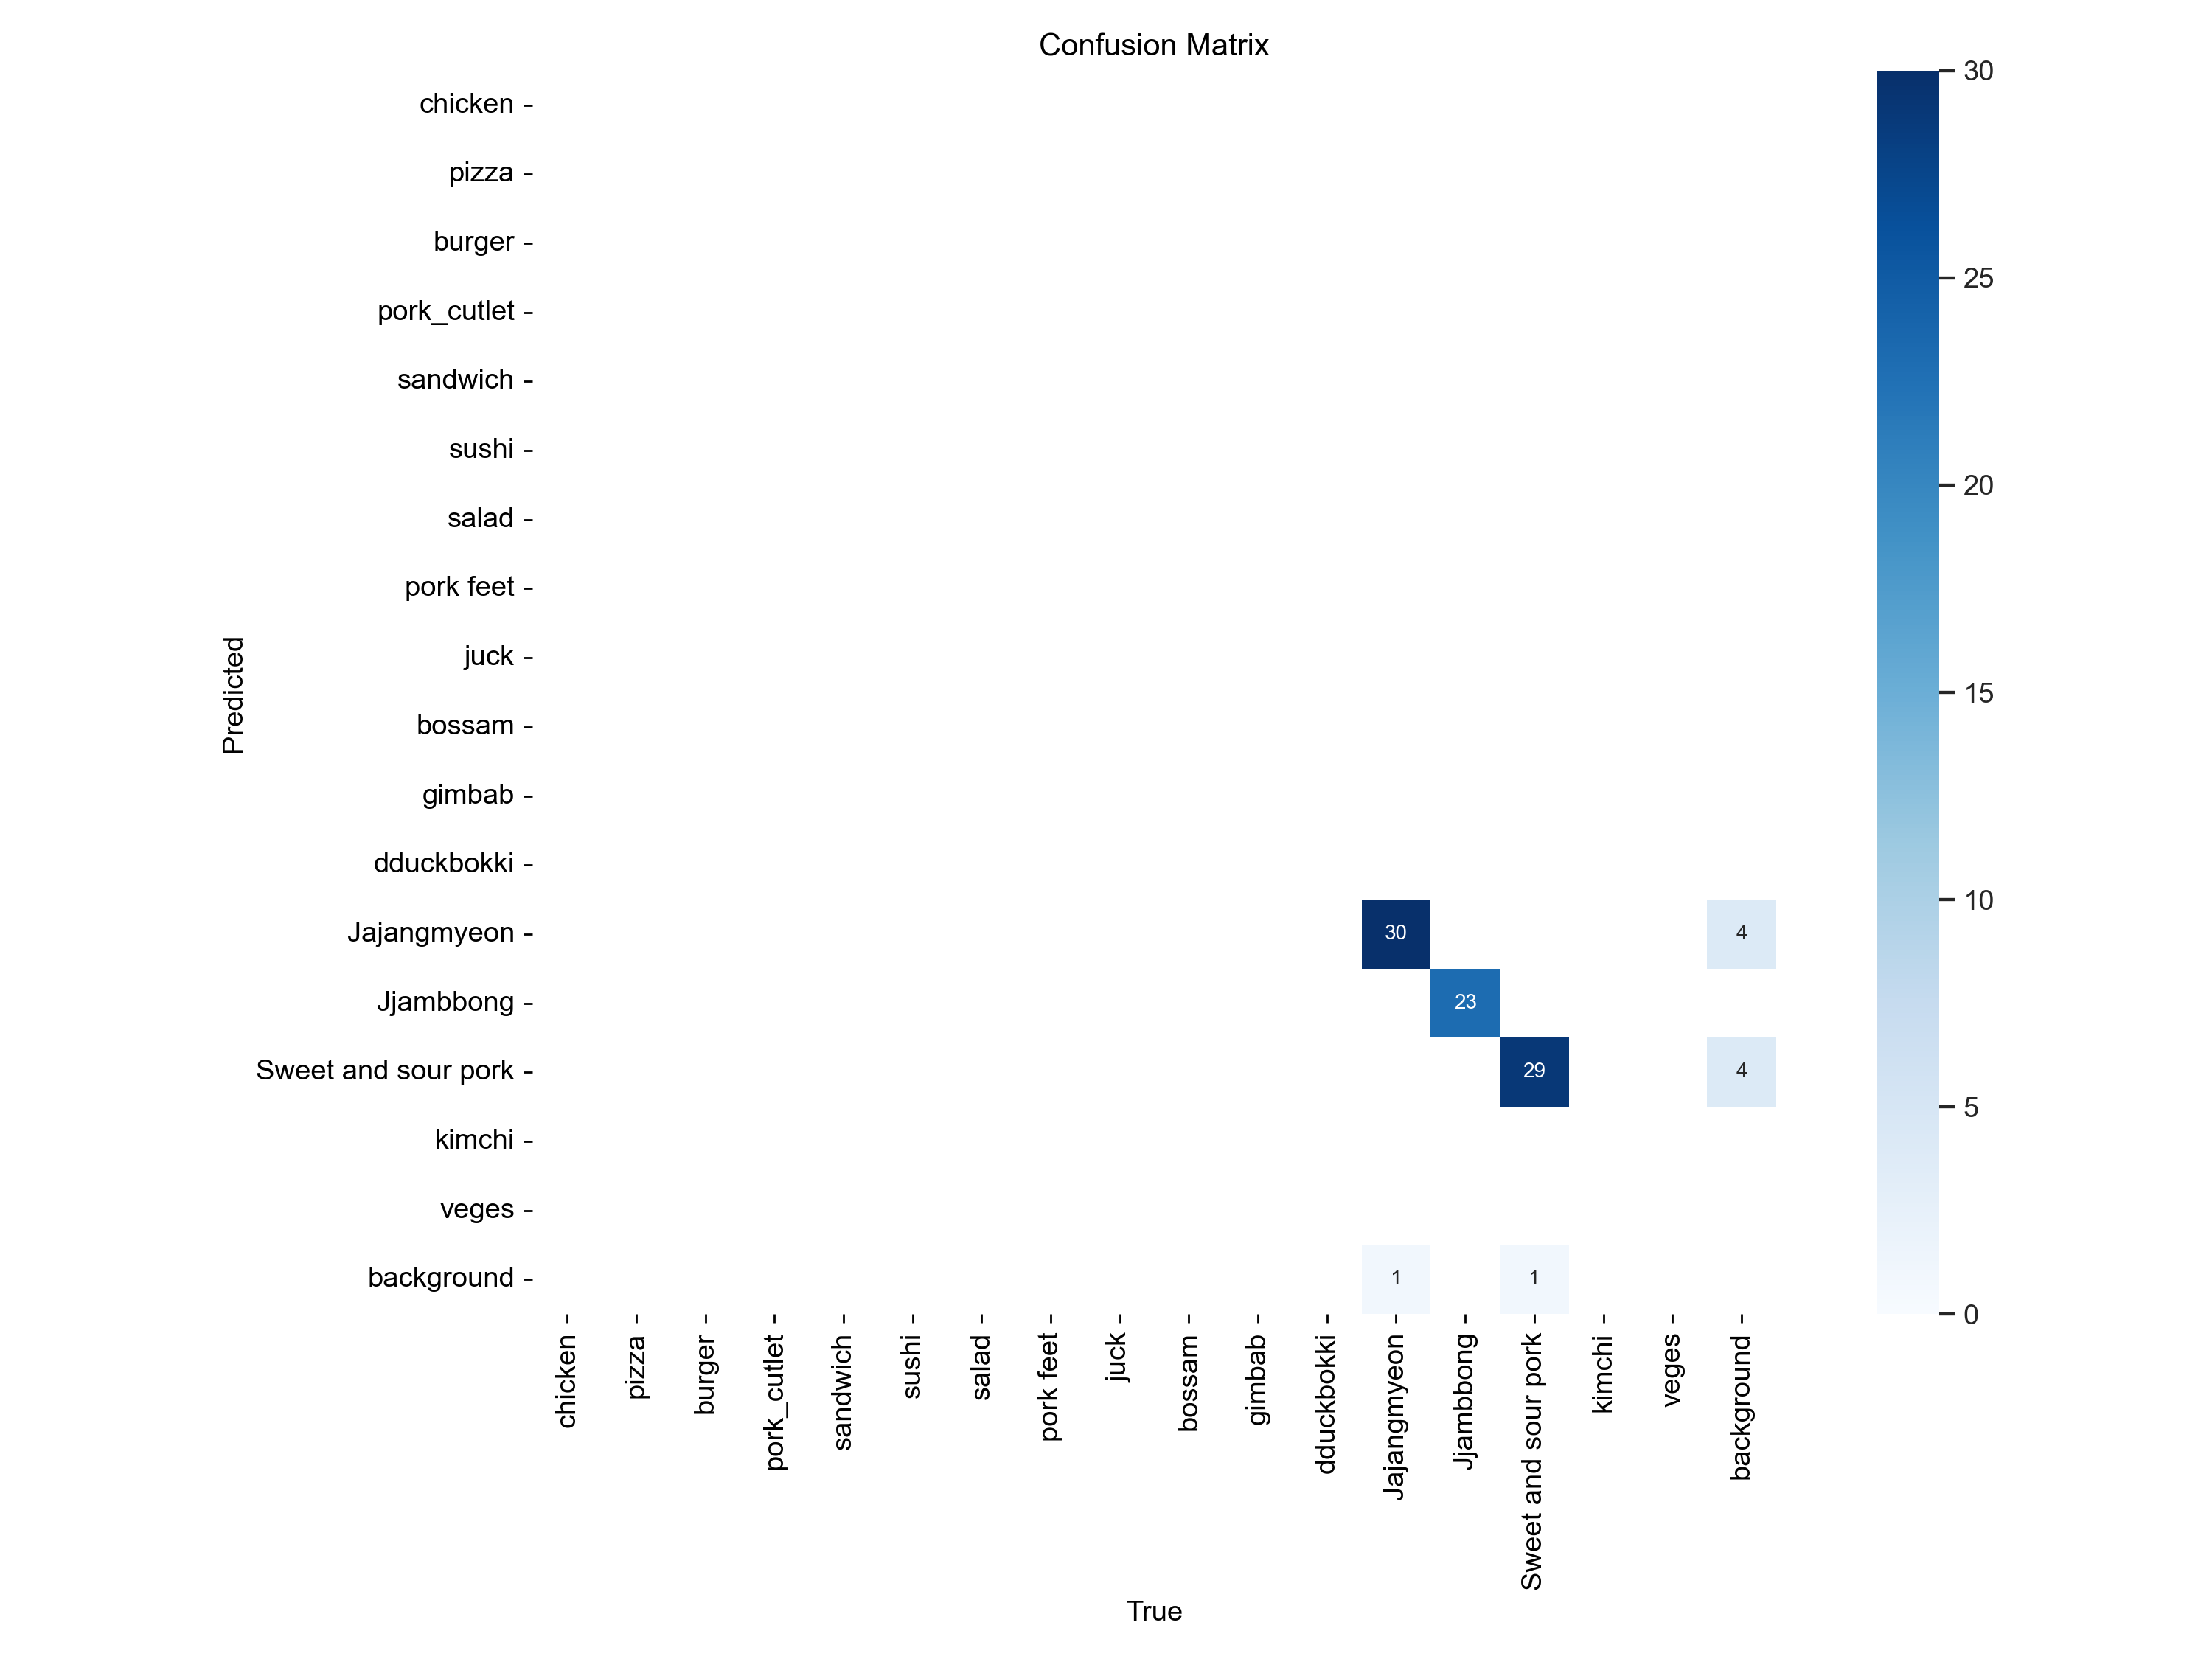 Confusion Matrix
chicken
pizza
burger
pork_cutlet
sandwich
sushi
salad
pork feet
juck
bossam
gimbab
dduckbokki
Jajangmyeon
Jjambbong
Sweet and sour pork
kimchi
veges
background
Predicted
30 4
23
29 4
1 1
chicken
pizza
burger
pork_cutlet
sandwich
sushi
salad
pork feet
juck
bossam
gimbab
dduckbokki
Jajangmyeon
Jjambbong
Sweet and sour pork
kimchi
veges
background
True
30
25
20
15
10
5
0